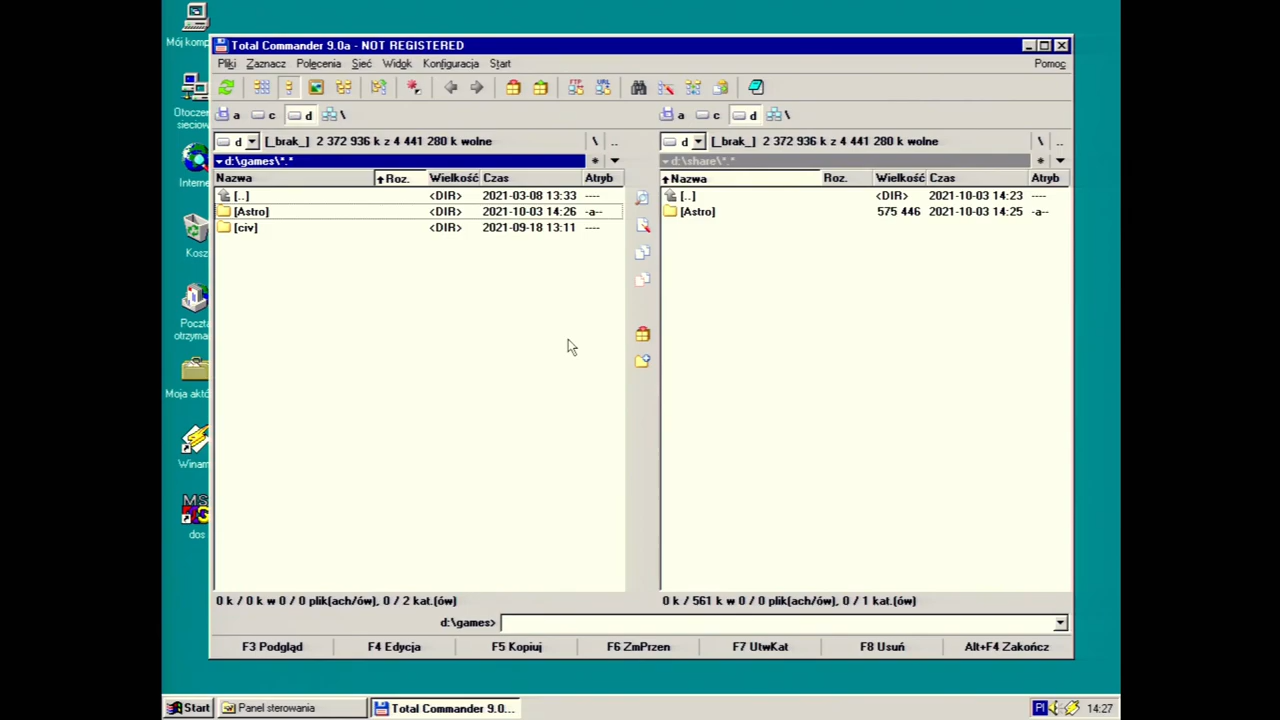 Mój komp
Otoczen
sieciow
Interne
Kosz
Poczta
otrzyma
Moja aktó
Winam
MS
dos
Total Commander 9.0a - NOT REGISTERED
Pliki Zaznacz Polecenia Sieć Widok Konfiguracja Start Pomoc
FTP URL
a c d \ a c d \
d [_brak_] 2 372 936 k z 4 441 280 k wolne \ .. d [_brak_] 2 372 936 k z 4 441 280 k wolne \ ..
d:\games\*.* * d:\share\*.* *
Nazwa Roz. Wielkość Czas Atryb Nazwa Roz. Wielkość Czas Atryb
[..] <DIR> 2021-03-08 13:33 ---- [..] <DIR> 2021-10-03 14:23 ----
[Astro] <DIR> 2021-10-03 14:26 -a-- [Astro] 575 446 2021-10-03 14:25 -a--
[civ] <DIR> 2021-09-18 13:11 ----
0 k / 0 k w 0 / 0 plik(ach/ów), 0 / 2 kat.(ów) 0 k / 561 k w 0 / 0 plik(ach/ów), 0 / 1 kat.(ów)
d:\games>
F3 Podgląd F4 Edycja F5 Kopiuj F6 ZmPrzen F7 UtwKat F8 Usuń Alt+F4 Zakończ
Start Panel sterowania Total Commander 9.0... Pl 14:27